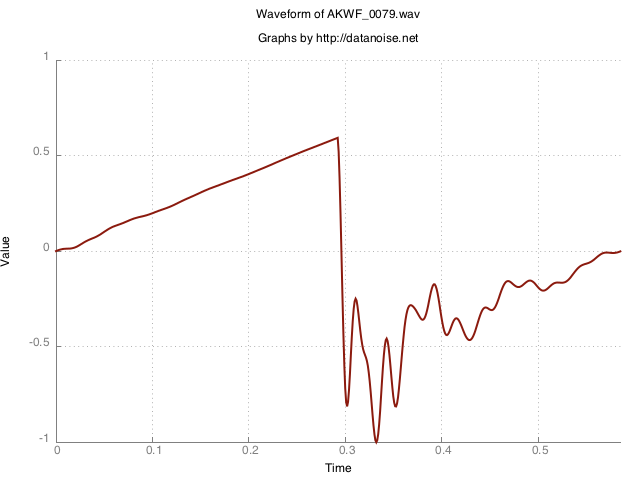 Waveform of AKWF_0079.wav
Graphs by http://datanoise.net
1
0.5
0
-0.5
-1
Value
0 0.1 0.2 0.3 0.4 0.5
Time